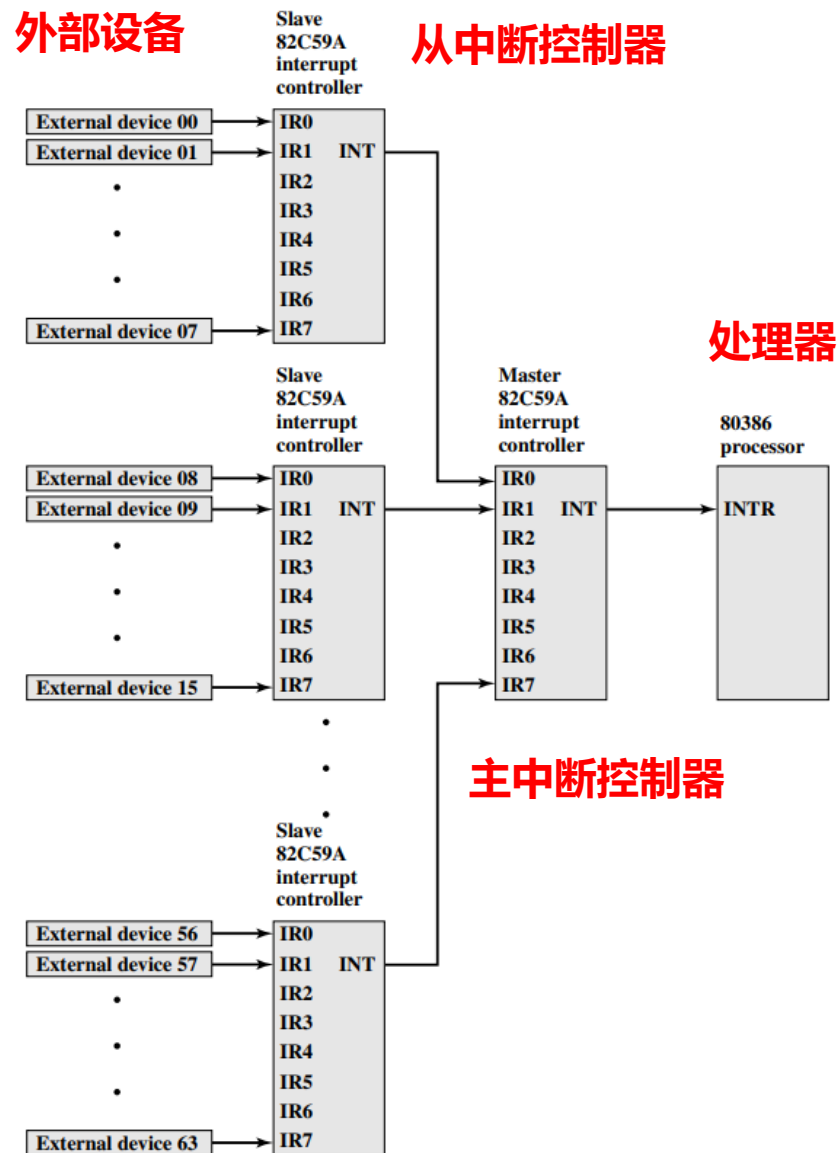 外部设备
Slave
82C59A
interrupt
controller
从中断控制器
External device 00
IR0
External device 01
IR1 INT
IR2
IR3
IR4
IR5
IR6
External device 07
IR7
处理器
Slave
82C59A
interrupt
controller
Master
82C59A
interrupt
controller
80386
processor
External device 08
IR0
IR0
External device 09
IR1 INT
IR1 INT
INTR
IR2
IR2
IR3
IR3
IR4
IR4
IR5
IR5
IR6
IR6
External device 15
IR7
IR7
主中断控制器
Slave
82C59A
interrupt
controller
External device 56
IR0
External device 57
IR1 INT
IR2
IR3
IR4
IR5
IR6
External device 63
IR7